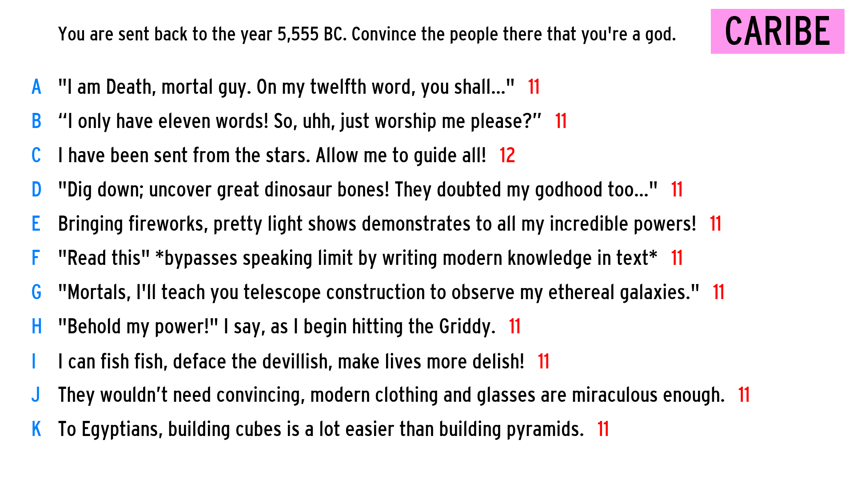 You are sent back to the year 5,555 BC. Convince the people there that you're a god.
CARIBE
A "I am Death, mortal guy. On my twelfth word, you shall..." 11
B “I only have eleven words! So, uhh, just worship me please?” 11
C I have been sent from the stars. Allow me to guide all! 12
D "Dig down; uncover great dinosaur bones! They doubted my godhood too..." 11
E Bringing fireworks, pretty light shows demonstrates to all my incredible powers! 11
F "Read this" *bypasses speaking limit by writing modern knowledge in text* 11
G "Mortals, I'll teach you telescope construction to observe my ethereal galaxies." 11
H "Behold my power!" I say, as I begin hitting the Griddy. 11
I I can fish fish, deface the devillish, make lives more delish! 11
J They wouldn’t need convincing, modern clothing and glasses are miraculous enough. 11
K To Egyptians, building cubes is a lot easier than building pyramids. 11